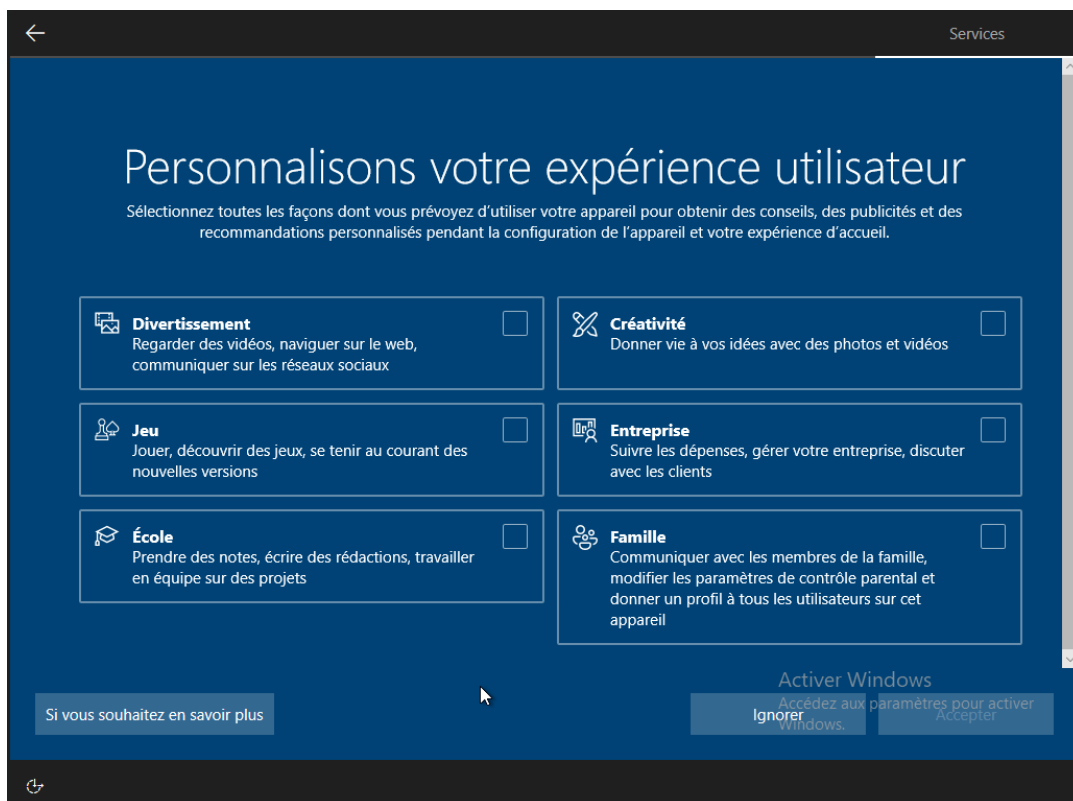 Services
Personnalisons votre expérience utilisateur
Sélectionnez toutes les façons dont vous prévoyez d’utiliser votre appareil pour obtenir des conseils, des publicités et des
recommandations personnalisés pendant la configuration de l’appareil et votre expérience d’accueil.
Divertissement
Regarder des vidéos, naviguer sur le web,
communiquer sur les réseaux sociaux
Créativité
Donner vie à vos idées avec des photos et vidéos
Jeu
Jouer, découvrir des jeux, se tenir au courant des
nouvelles versions
Entreprise
Suivre les dépenses, gérer votre entreprise, discuter
avec les clients
École
Prendre des notes, écrire des rédactions, travailler
en équipe sur des projets
Famille
Communiquer avec les membres de la famille,
modifier les paramètres de contrôle parental et
donner un profil à tous les utilisateurs sur cet
appareil
Si vous souhaitez en savoir plus
Ignorer
Accepter
Activer Windows
Accédez aux paramètres pour activer
Windows.